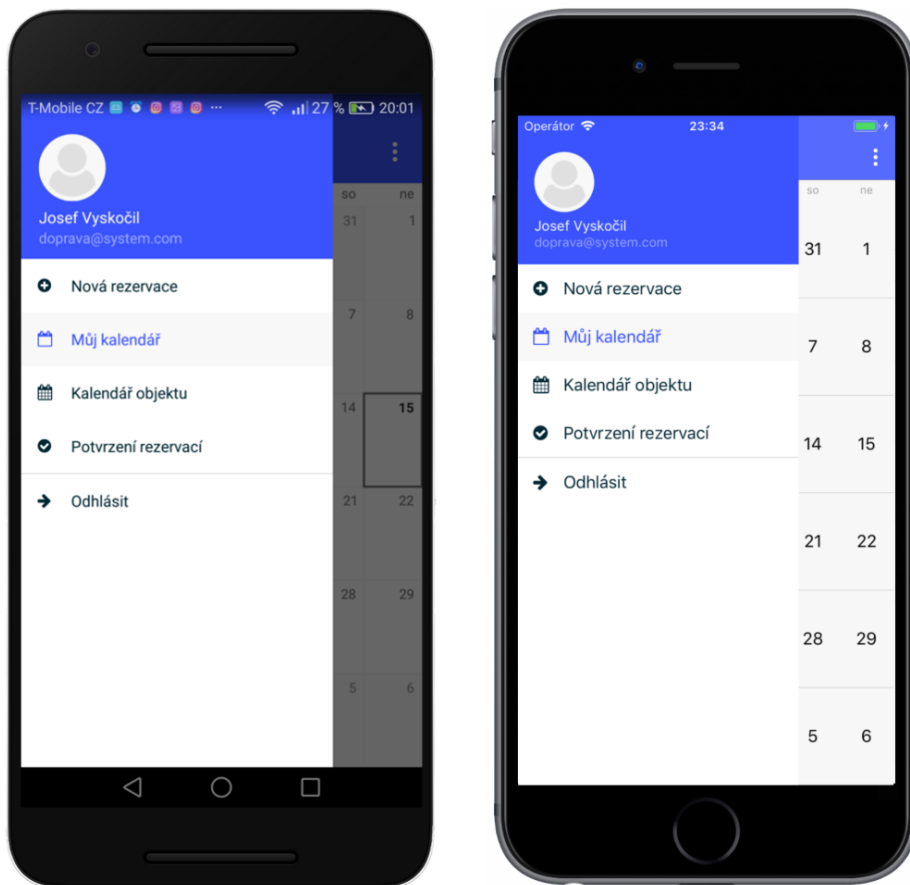 T-Mobile CZ ... 27 % 20:01
Josef Vyskočil
doprava@system.com
so ne
31 1
Nová rezervace
7 8
Můj kalendář
Kalendář objektu
14 15
Potvrzení rezervací
Odhlásit
21 22
28 29
5 6
Operátor 23:34
Josef Vyskočil
doprava@system.com
so ne
31 1
Nová rezervace
Můj kalendář
7 8
Kalendář objektu
Potvrzení rezervací
14 15
Odhlásit
21 22
28 29
5 6